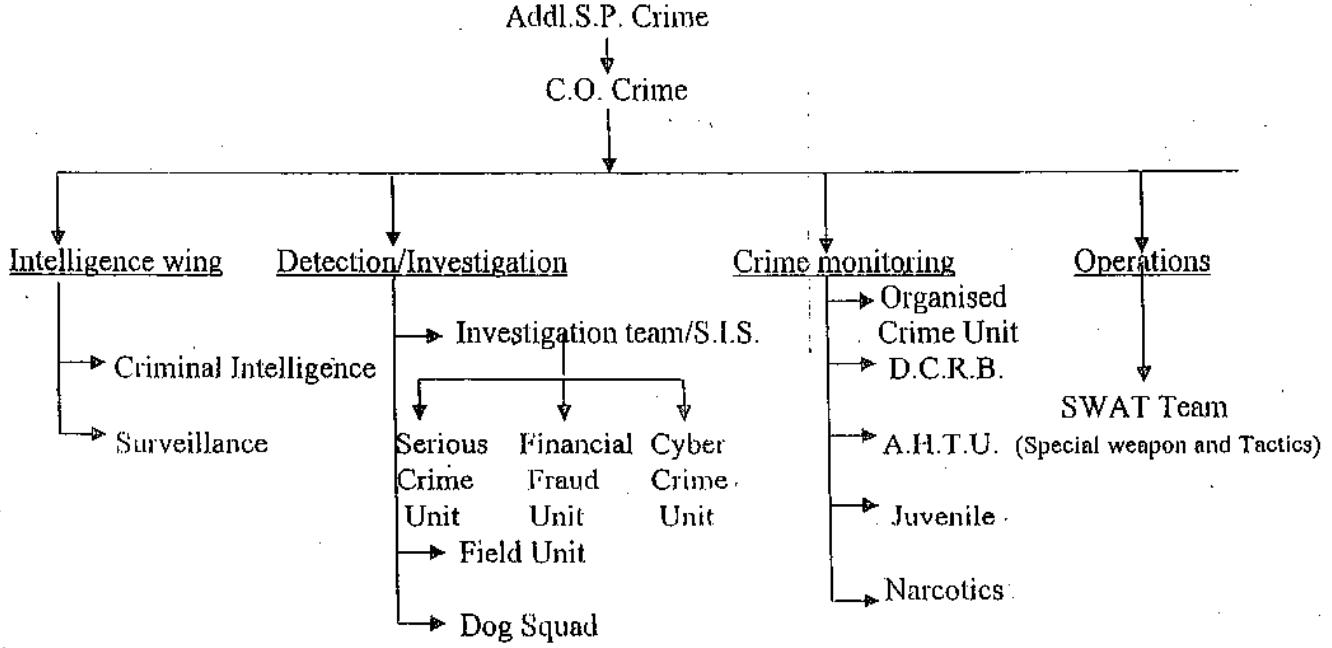 Addl.S.P. Crime
C.O. Crime
Intelligence wing
Criminal Intelligence
Surveillance
Detection/Investigation
Investigation team/S.I.S.
Serious
Crime
Unit
Financial
Fraud
Unit
Cyber
Crime
Unit
Field Unit
Dog Squad
Crime monitoring
Organised
Crime Unit
D.C.R.B.
A.H.T.U.
Juvenile
Narcotics
Operations
SWAT Team
(Special weapon and Tactics)